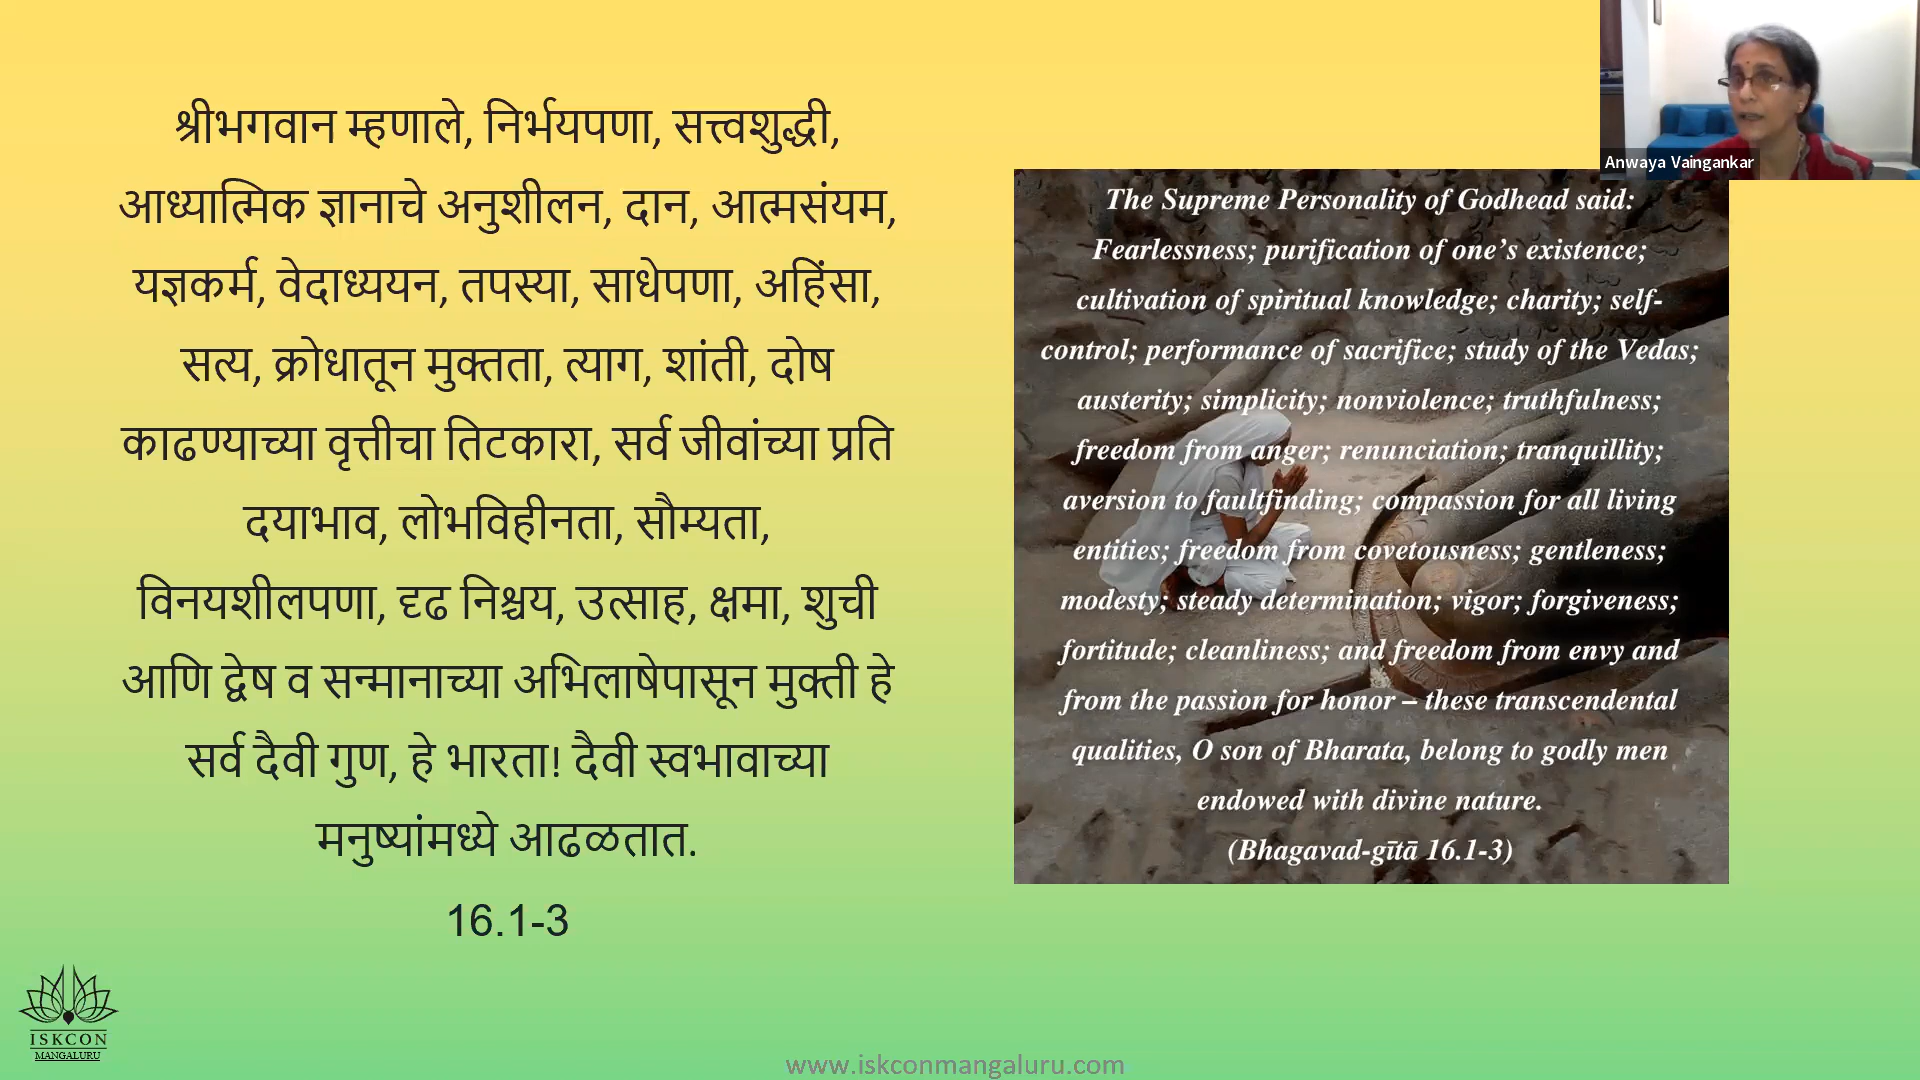 श्रीभगवान म्हणाले, निर्भयपणा, सत्त्वशुद्धी,
आध्यात्मिक ज्ञानाचे अनुशीलन, दान, आत्मसंयम,
यज्ञकर्म, वेदाध्ययन, तपस्या, साधेपणा, अहिंसा,
सत्य, क्रोधातून मुक्तता, त्याग, शांती, दोष
काढण्याच्या वृत्तीचा तिटकारा, सर्व जीवांच्या प्रति
दयाभाव, लोभविहीनता, सौम्यता,
विनयशीलपणा, दृढ निश्चय, उत्साह, क्षमा, शुची
आणि द्वेष व सन्मानाच्या अभिलाषेपासून मुक्ती हे
सर्व दैवी गुण, हे भारता! दैवी स्वभावाच्या
मनुष्यांमध्ये आढळतात.
16.1-3
Anwaya Vaingankar
The Supreme Personality of Godhead said:
Fearlessness; purification of one’s existence;
cultivation of spiritual knowledge; charity; self-
control; performance of sacrifice; study of the Vedas;
austerity; simplicity; nonviolence; truthfulness;
freedom from anger; renunciation; tranquillity;
aversion to faultfinding; compassion for all living
entities; freedom from covetousness; gentleness;
modesty; steady determination; vigor; forgiveness;
fortitude; cleanliness; and freedom from envy and
from the passion for honor – these transcendental
qualities, O son of Bharata, belong to godly men
endowed with divine nature.
(Bhagavad-gītā 16.1-3)
ISKCON
MANGALURU
www.iskconmangaluru.com